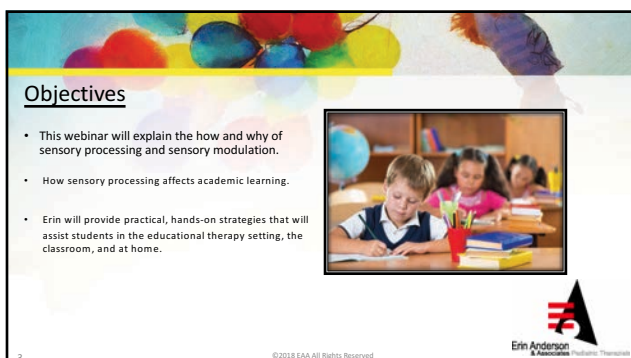 Objectives
• This webinar will explain the how and why of
sensory processing and sensory modulation.
• How sensory processing affects academic learning.
• Erin will provide practical, hands-on strategies that will
assist students in the educational therapy setting, the
classroom, and at home.
3
©2018 EAA All Rights Reserved
Erin Anderson
& Associates Pediatric Therapists